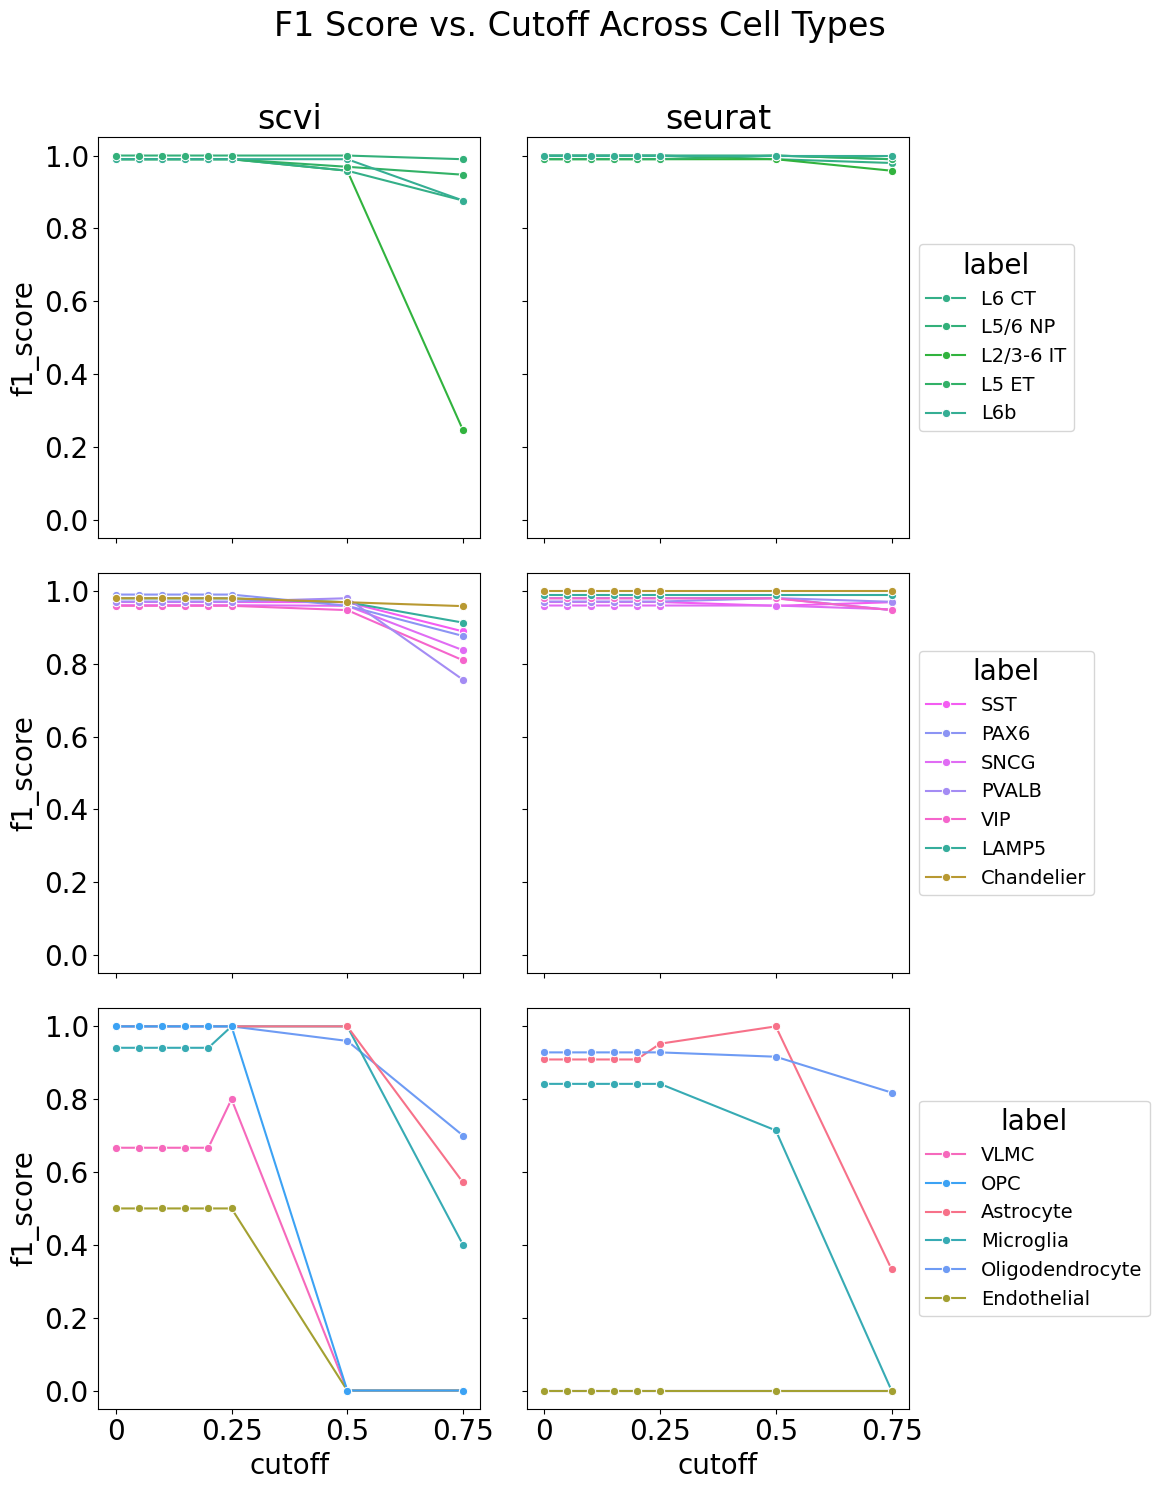 F1 Score vs. Cutoff Across Cell Types
scvi
seurat
1.0
0.8
0.6
0.4
0.2
0.0
f1_score
label
L6 CT
L5/6 NP
L2/3-6 IT
L5 ET
L6b
1.0
0.8
0.6
0.4
0.2
0.0
f1_score
label
SST
PAX6
SNCG
PVALB
VIP
LAMP5
Chandelier
1.0
0.8
0.6
0.4
0.2
0.0
f1_score
label
VLMC
OPC
Astrocyte
Microglia
Oligodendrocyte
Endothelial
0 0.25 0.5 0.75
cutoff
0 0.25 0.5 0.75
cutoff